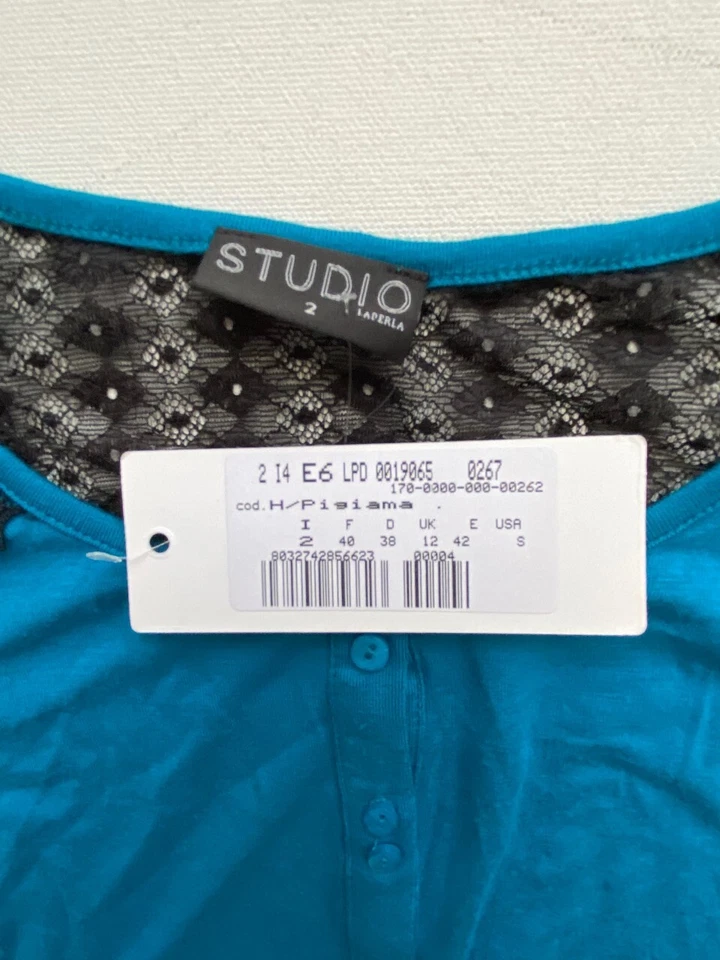 STUDIO
2
LAPERLA
2 I4 E6 LPD 0019065 0267
170-0000-000-00262
cod. H/Pigiama .
I F D UK E USA
2 40 38 12 42 S
8032742856623 00004